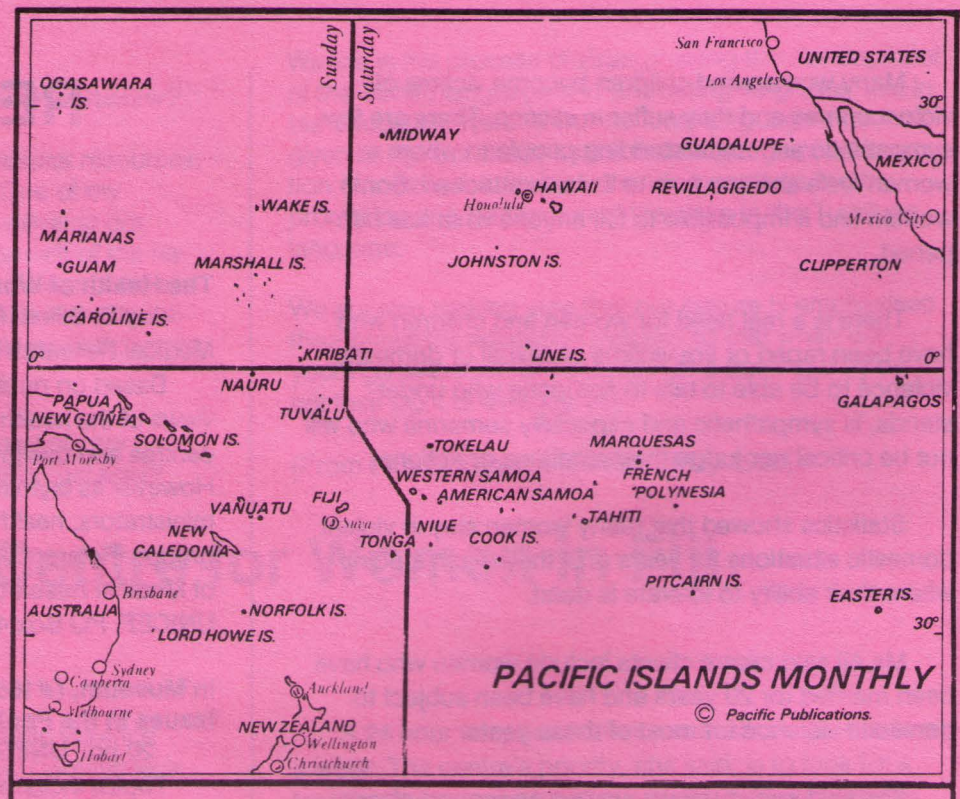 Sunday
Saturday
San Francisco
UNITED STATES
Los Angeles
OGASAWARA
IS.
30°
MIDWAY
GUADALUPE
MEXICO
HAWAII
Honolulu
REVILLAGIGEDO
WAKE IS.
Mexico City
MARIANAS
GUAM
MARSHALL IS.
JOHNSTON IS.
CLIPPERTON
CAROLINE IS.
0°
KIRIBATI
LINE IS.
0°
NAURU
PAPUA
NEW GUINEA
TUVALU
GALAPAGOS
SOLOMON IS.
Port Moresby
TOKELAU
MARQUESAS
WESTERN SAMOA
FRENCH
POLYNESIA
AMERICAN SAMOA
VANUATU
FIJI
Suva
TAHITI
NEW
CALEDONIA
TONGA
NIUE
COOK IS.
PITCAIRN IS.
Brisbane
AUSTRALIA
NORFOLK IS.
EASTER IS.
LORD HOWE IS.
30°
Sydney
Canberra
Melbourne
Hobart
Auckland
NEW ZEALAND
Wellington
Christchurch
PACIFIC ISLANDS MONTHLY
© Pacific Publications.